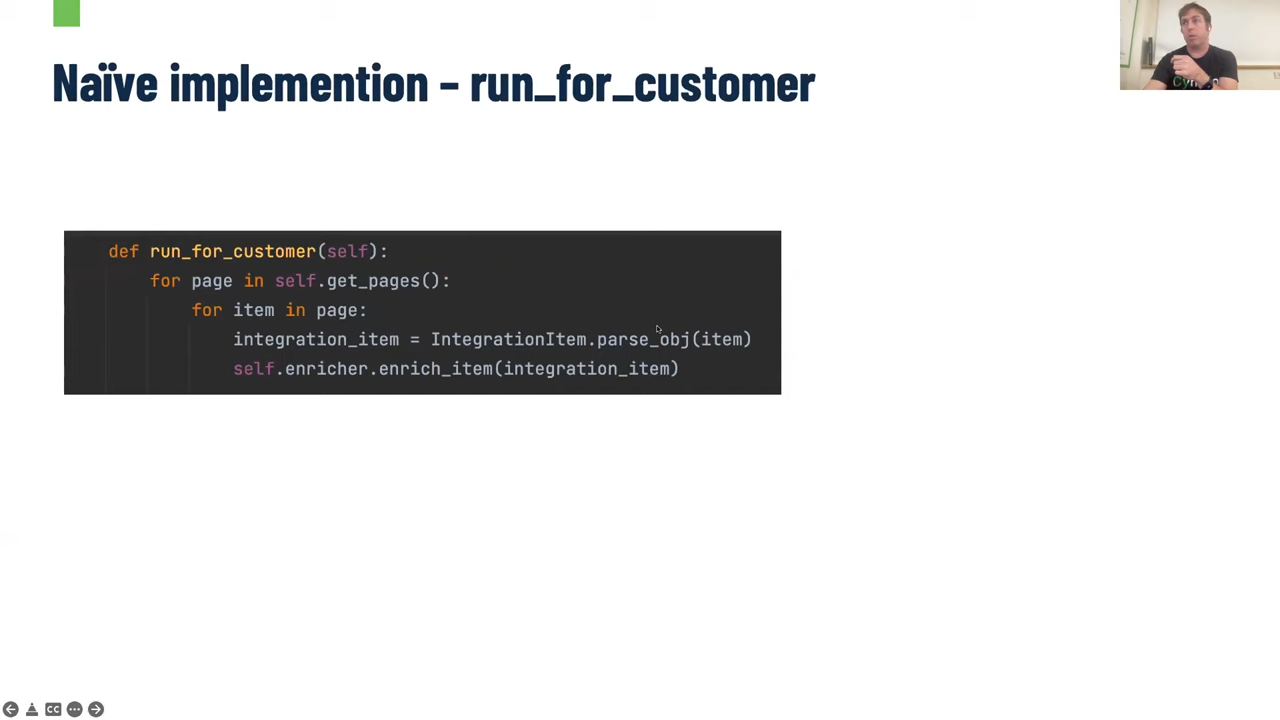 Naïve implemention – run_for_customer
def run_for_customer(self):
for page in self.get_pages():
for item in page:
integration_item = IntegrationItem.parse_obj(item)
self.enricher.enrich_item(integration_item)
CC